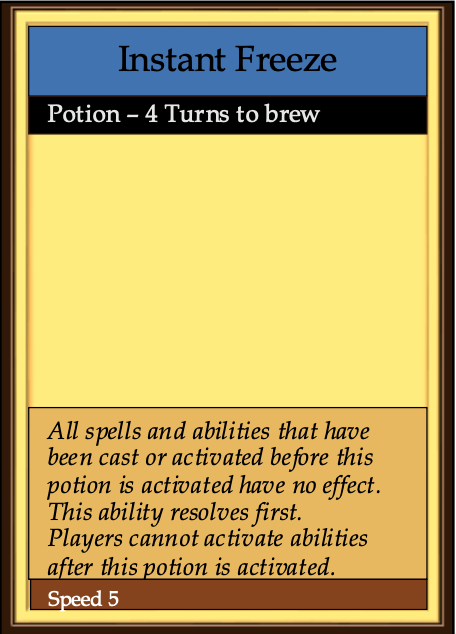 Instant Freeze
Potion – 4 Turns to brew
All spells and abilities that have
been cast or activated before this
potion is activated have no effect.
This ability resolves first.
Players cannot activate abilities
after this potion is activated.
Speed 5